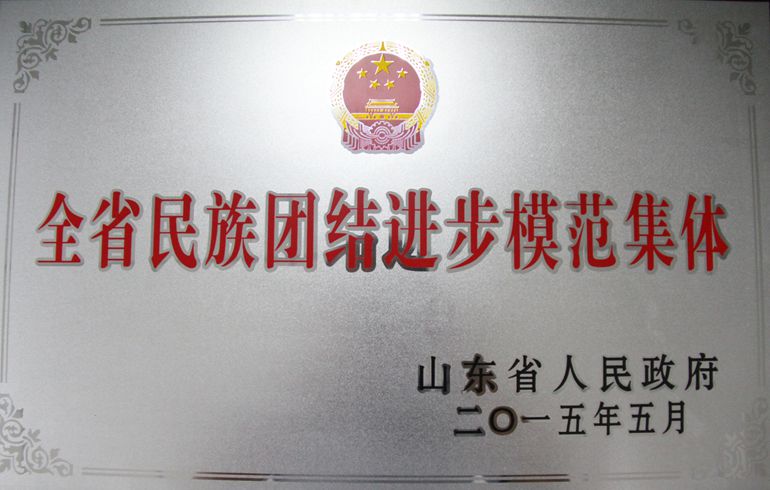 全省民族团结进步模范集体
山东省人民政府
二〇一五年五月